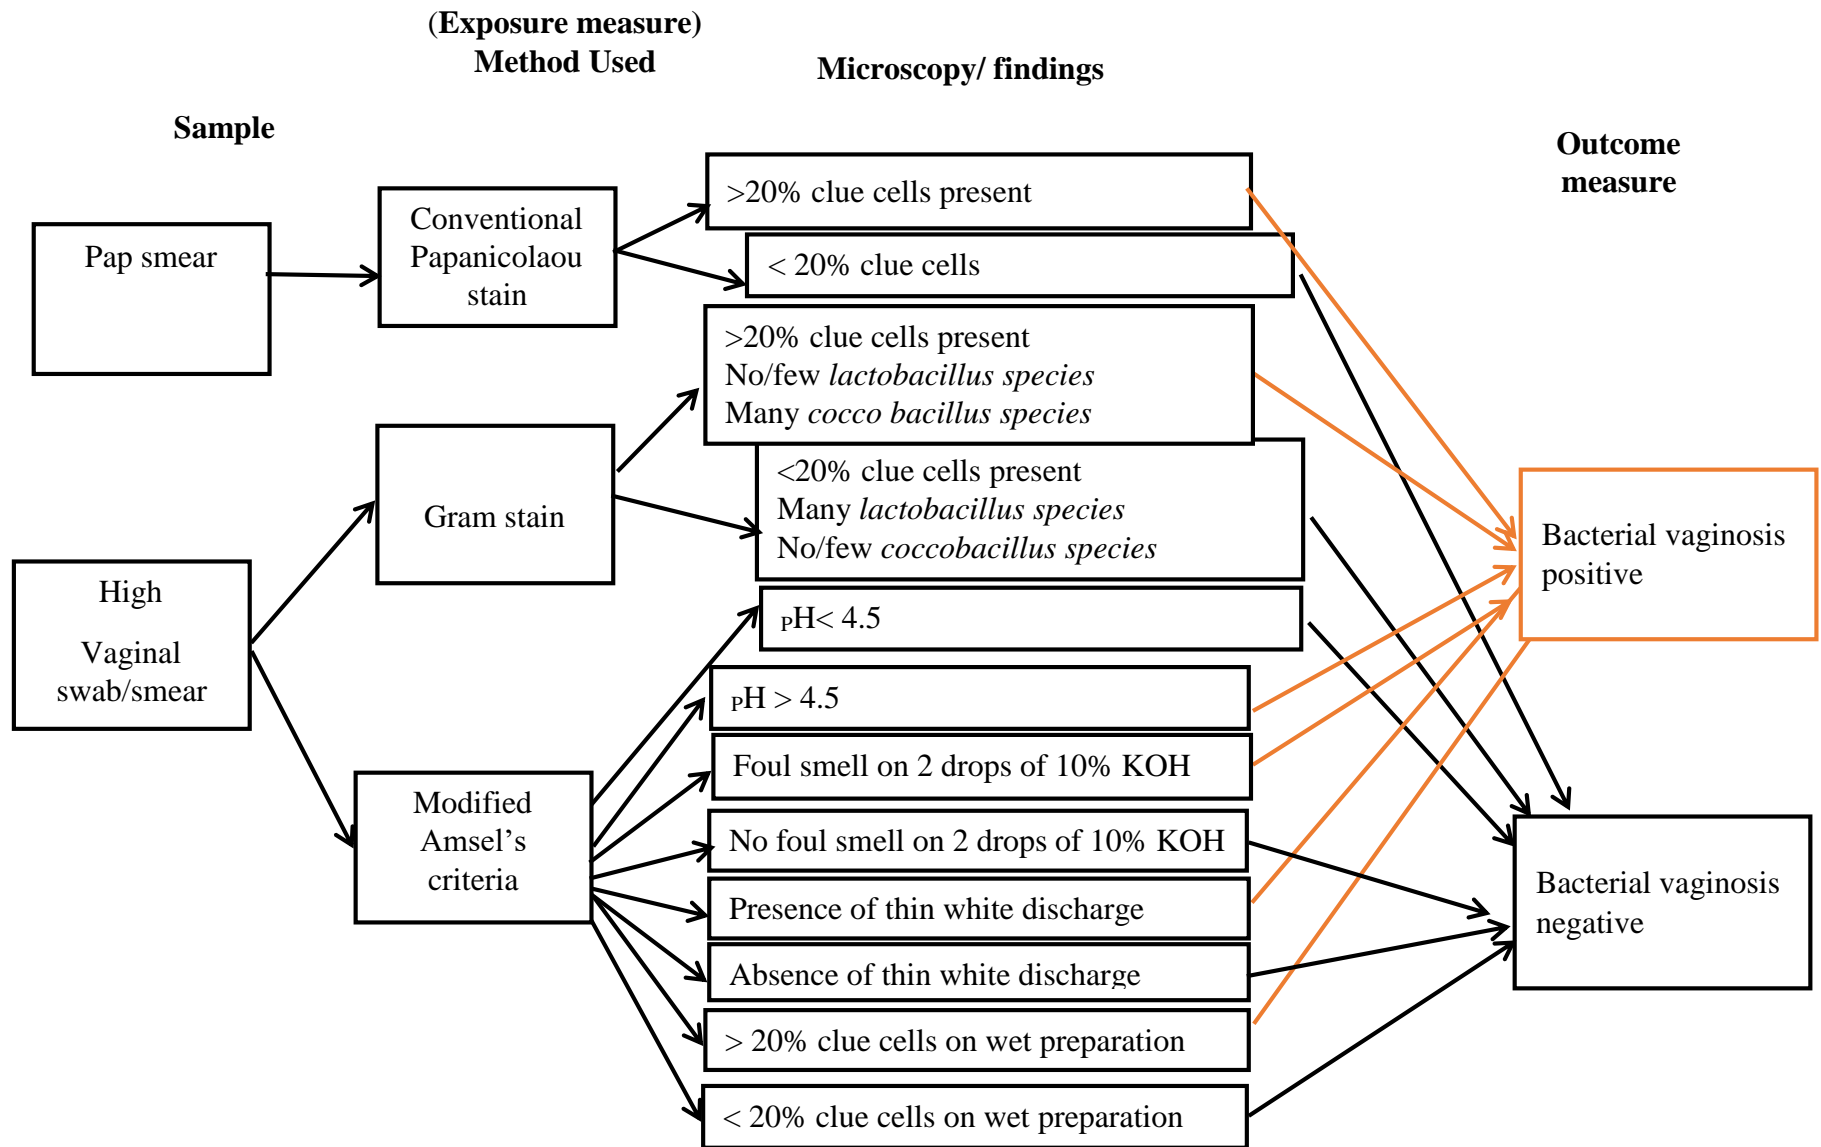 (Exposure measure)
Method Used
Microscopy/ findings
Sample
Outcome
measure
Pap smear
Conventional
Papanicolaou
stain
>20% clue cells present
< 20% clue cells
>20% clue cells present
No/few lactobacillus species
Many cocco bacillus species
Gram stain
<20% clue cells present
Many lactobacillus species
No/few coccobacillus species
High
Vaginal
swab/smear
PH< 4.5
PH > 4.5
Foul smell on 2 drops of 10% KOH
Modified
Amsel’s
criteria
No foul smell on 2 drops of 10% KOH
Presence of thin white discharge
Absence of thin white discharge
> 20% clue cells on wet preparation
< 20% clue cells on wet preparation
Bacterial vaginosis
positive
Bacterial vaginosis
negative